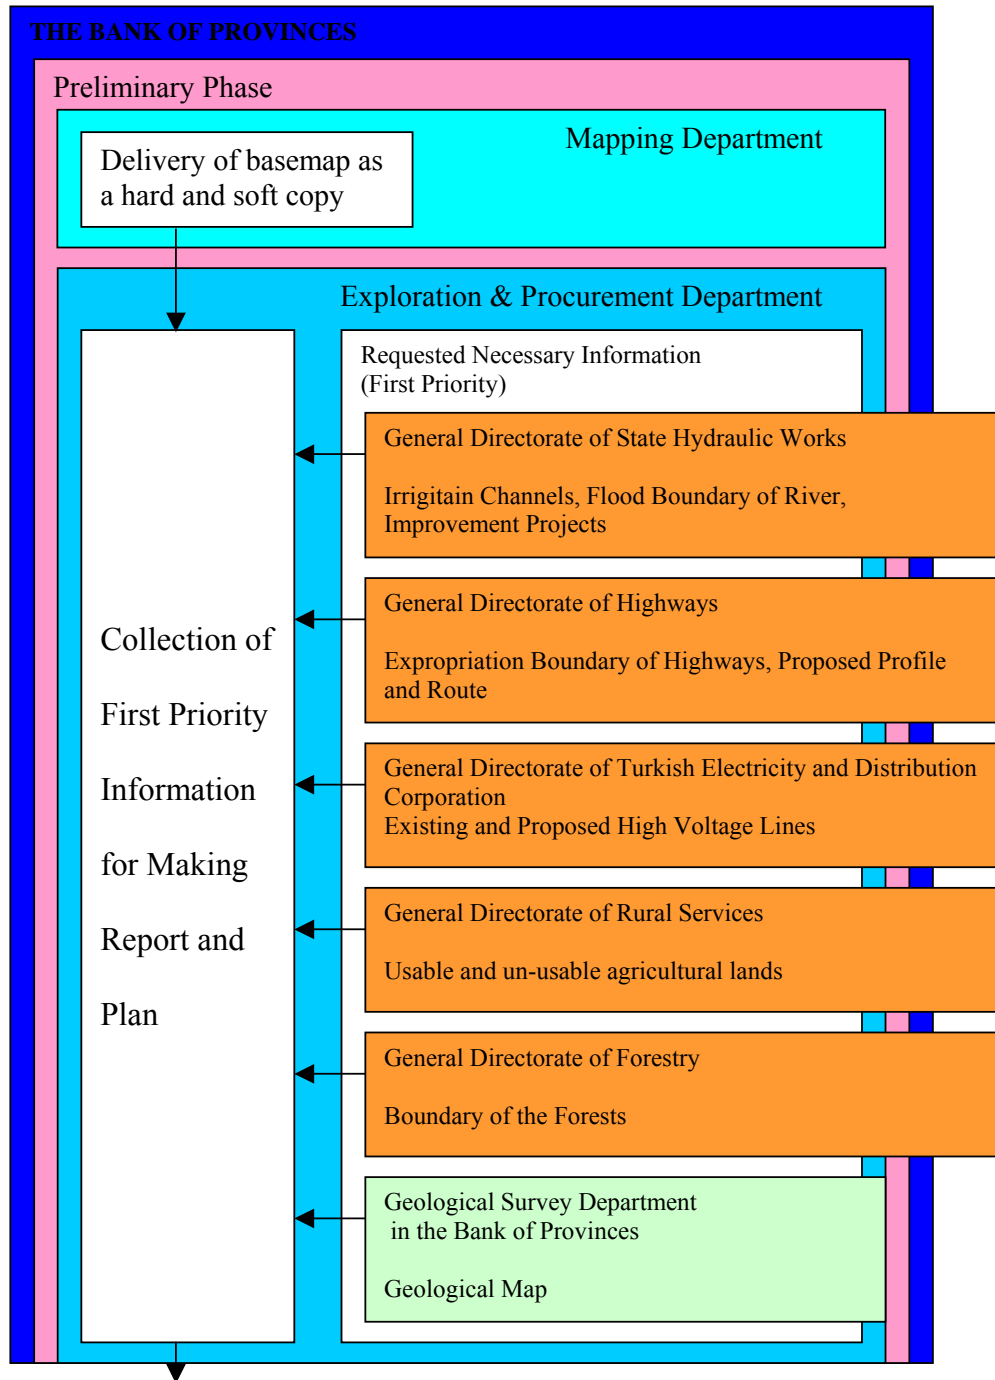 THE BANK OF PROVINCES
Preliminary Phase
Mapping Department
Delivery of basemap as
a hard and soft copy
Exploration & Procurement Department
Collection of
First Priority
Information
for Making
Report and
Plan
Requested Necessary Information
(First Priority)
General Directorate of State Hydraulic Works
Irrigitain Channels, Flood Boundary of River,
Improvement Projects
General Directorate of Highways
Expropriation Boundary of Highways, Proposed Profile
and Route
General Directorate of Turkish Electricity and Distribution
Corporation
Existing and Proposed High Voltage Lines
General Directorate of Rural Services
Usable and un-usable agricultural lands
General Directorate of Forestry
Boundary of the Forests
Geological Survey Department
in the Bank of Provinces
Geological Map